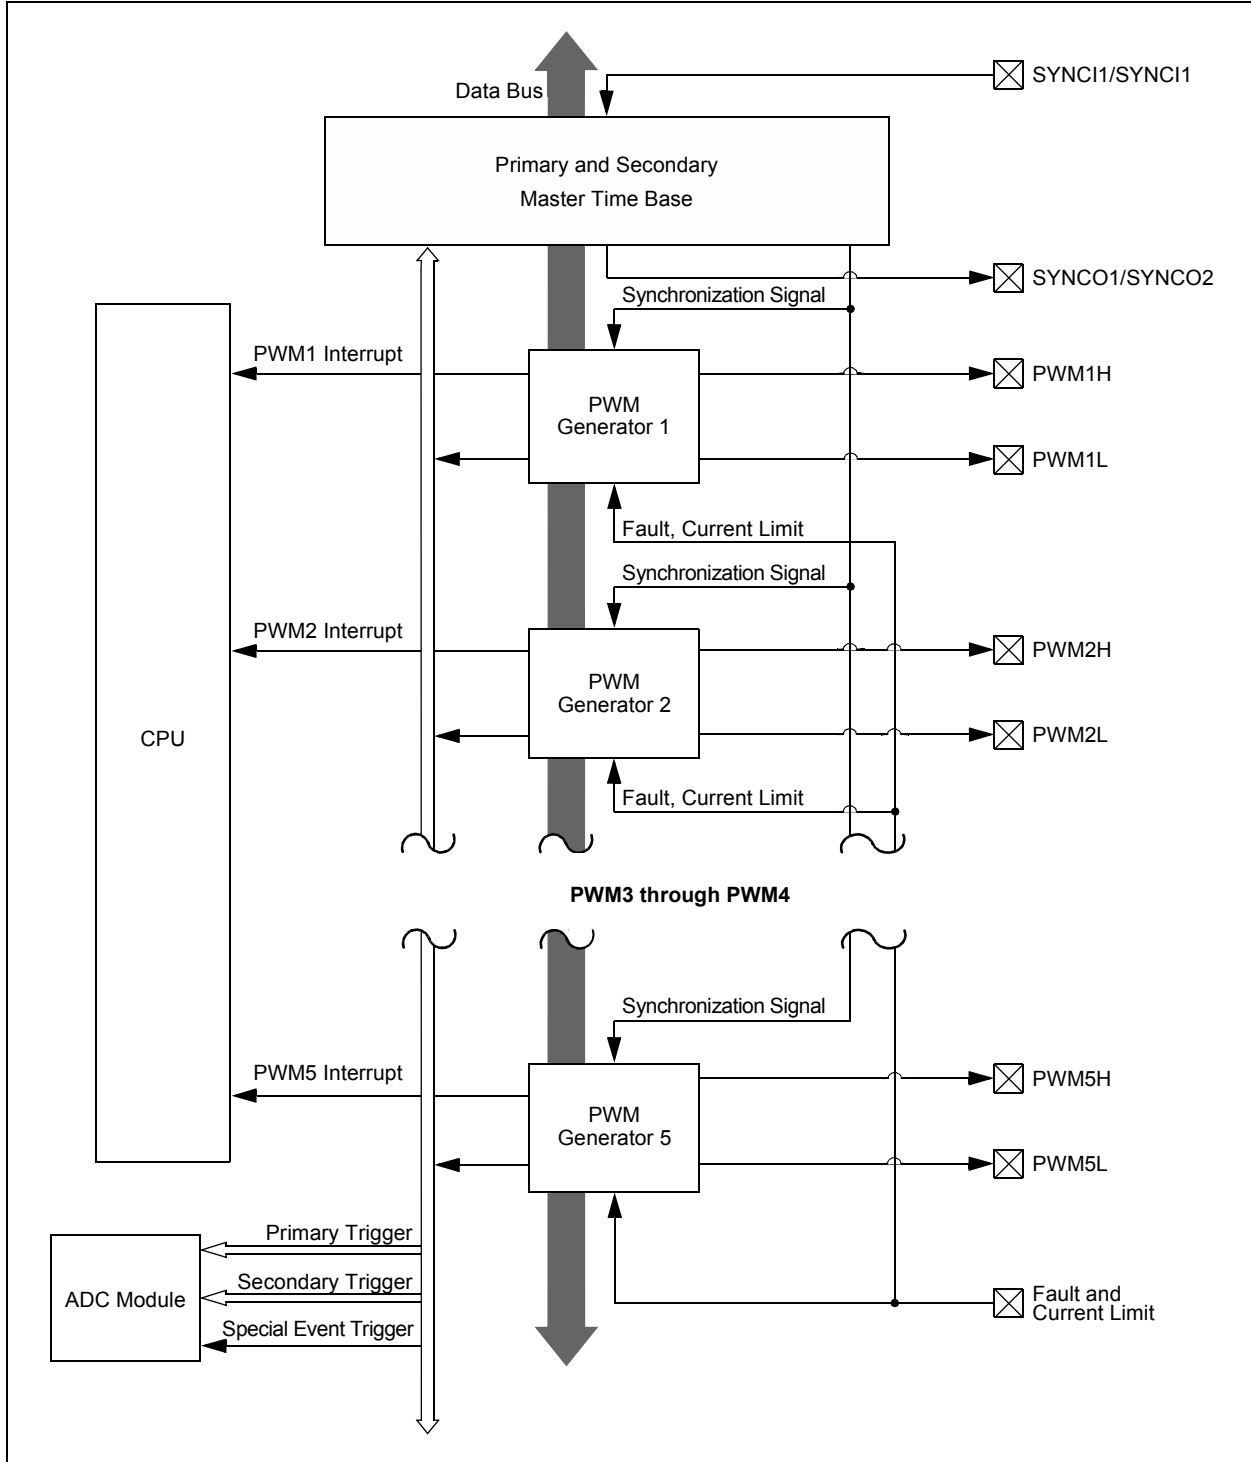 Data Bus
SYNCI1/SYNCI1
Primary and Secondary
Master Time Base
SYNCO1/SYNCO2
Synchronization Signal
PWM1 Interrupt
PWM
Generator 1
PWM1H
PWM1L
Fault, Current Limit
Synchronization Signal
PWM2 Interrupt
PWM
Generator 2
PWM2H
PWM2L
CPU
Fault, Current Limit
PWM3 through PWM4
Synchronization Signal
PWM5 Interrupt
PWM
Generator 5
PWM5H
PWM5L
Primary Trigger
Secondary Trigger
Special Event Trigger
ADC Module
Fault and
Current Limit